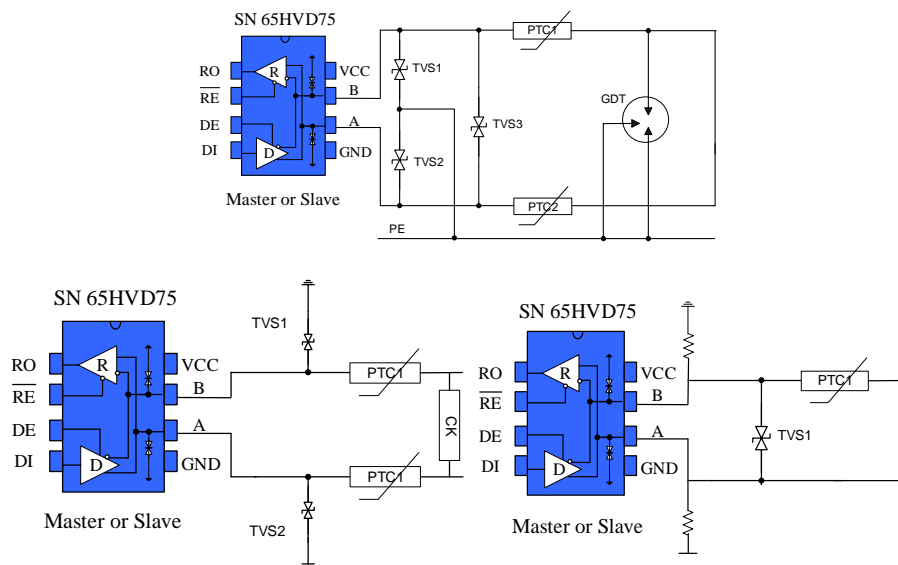 SN 65HVD75
RO
RE
DE
DI
R
D
VCC
B
A
GND
Master or Slave
TVS1
TVS2
TVS3
PTC1
PTC2
GDT
PE
SN 65HVD75
RO
RE
DE
DI
R
D
VCC
B
A
GND
Master or Slave
TVS1
TVS2
PTC1
PTC1
CK
SN 65HVD75
RO
RE
DE
DI
R
D
VCC
B
A
GND
Master or Slave
TVS1
PTC1